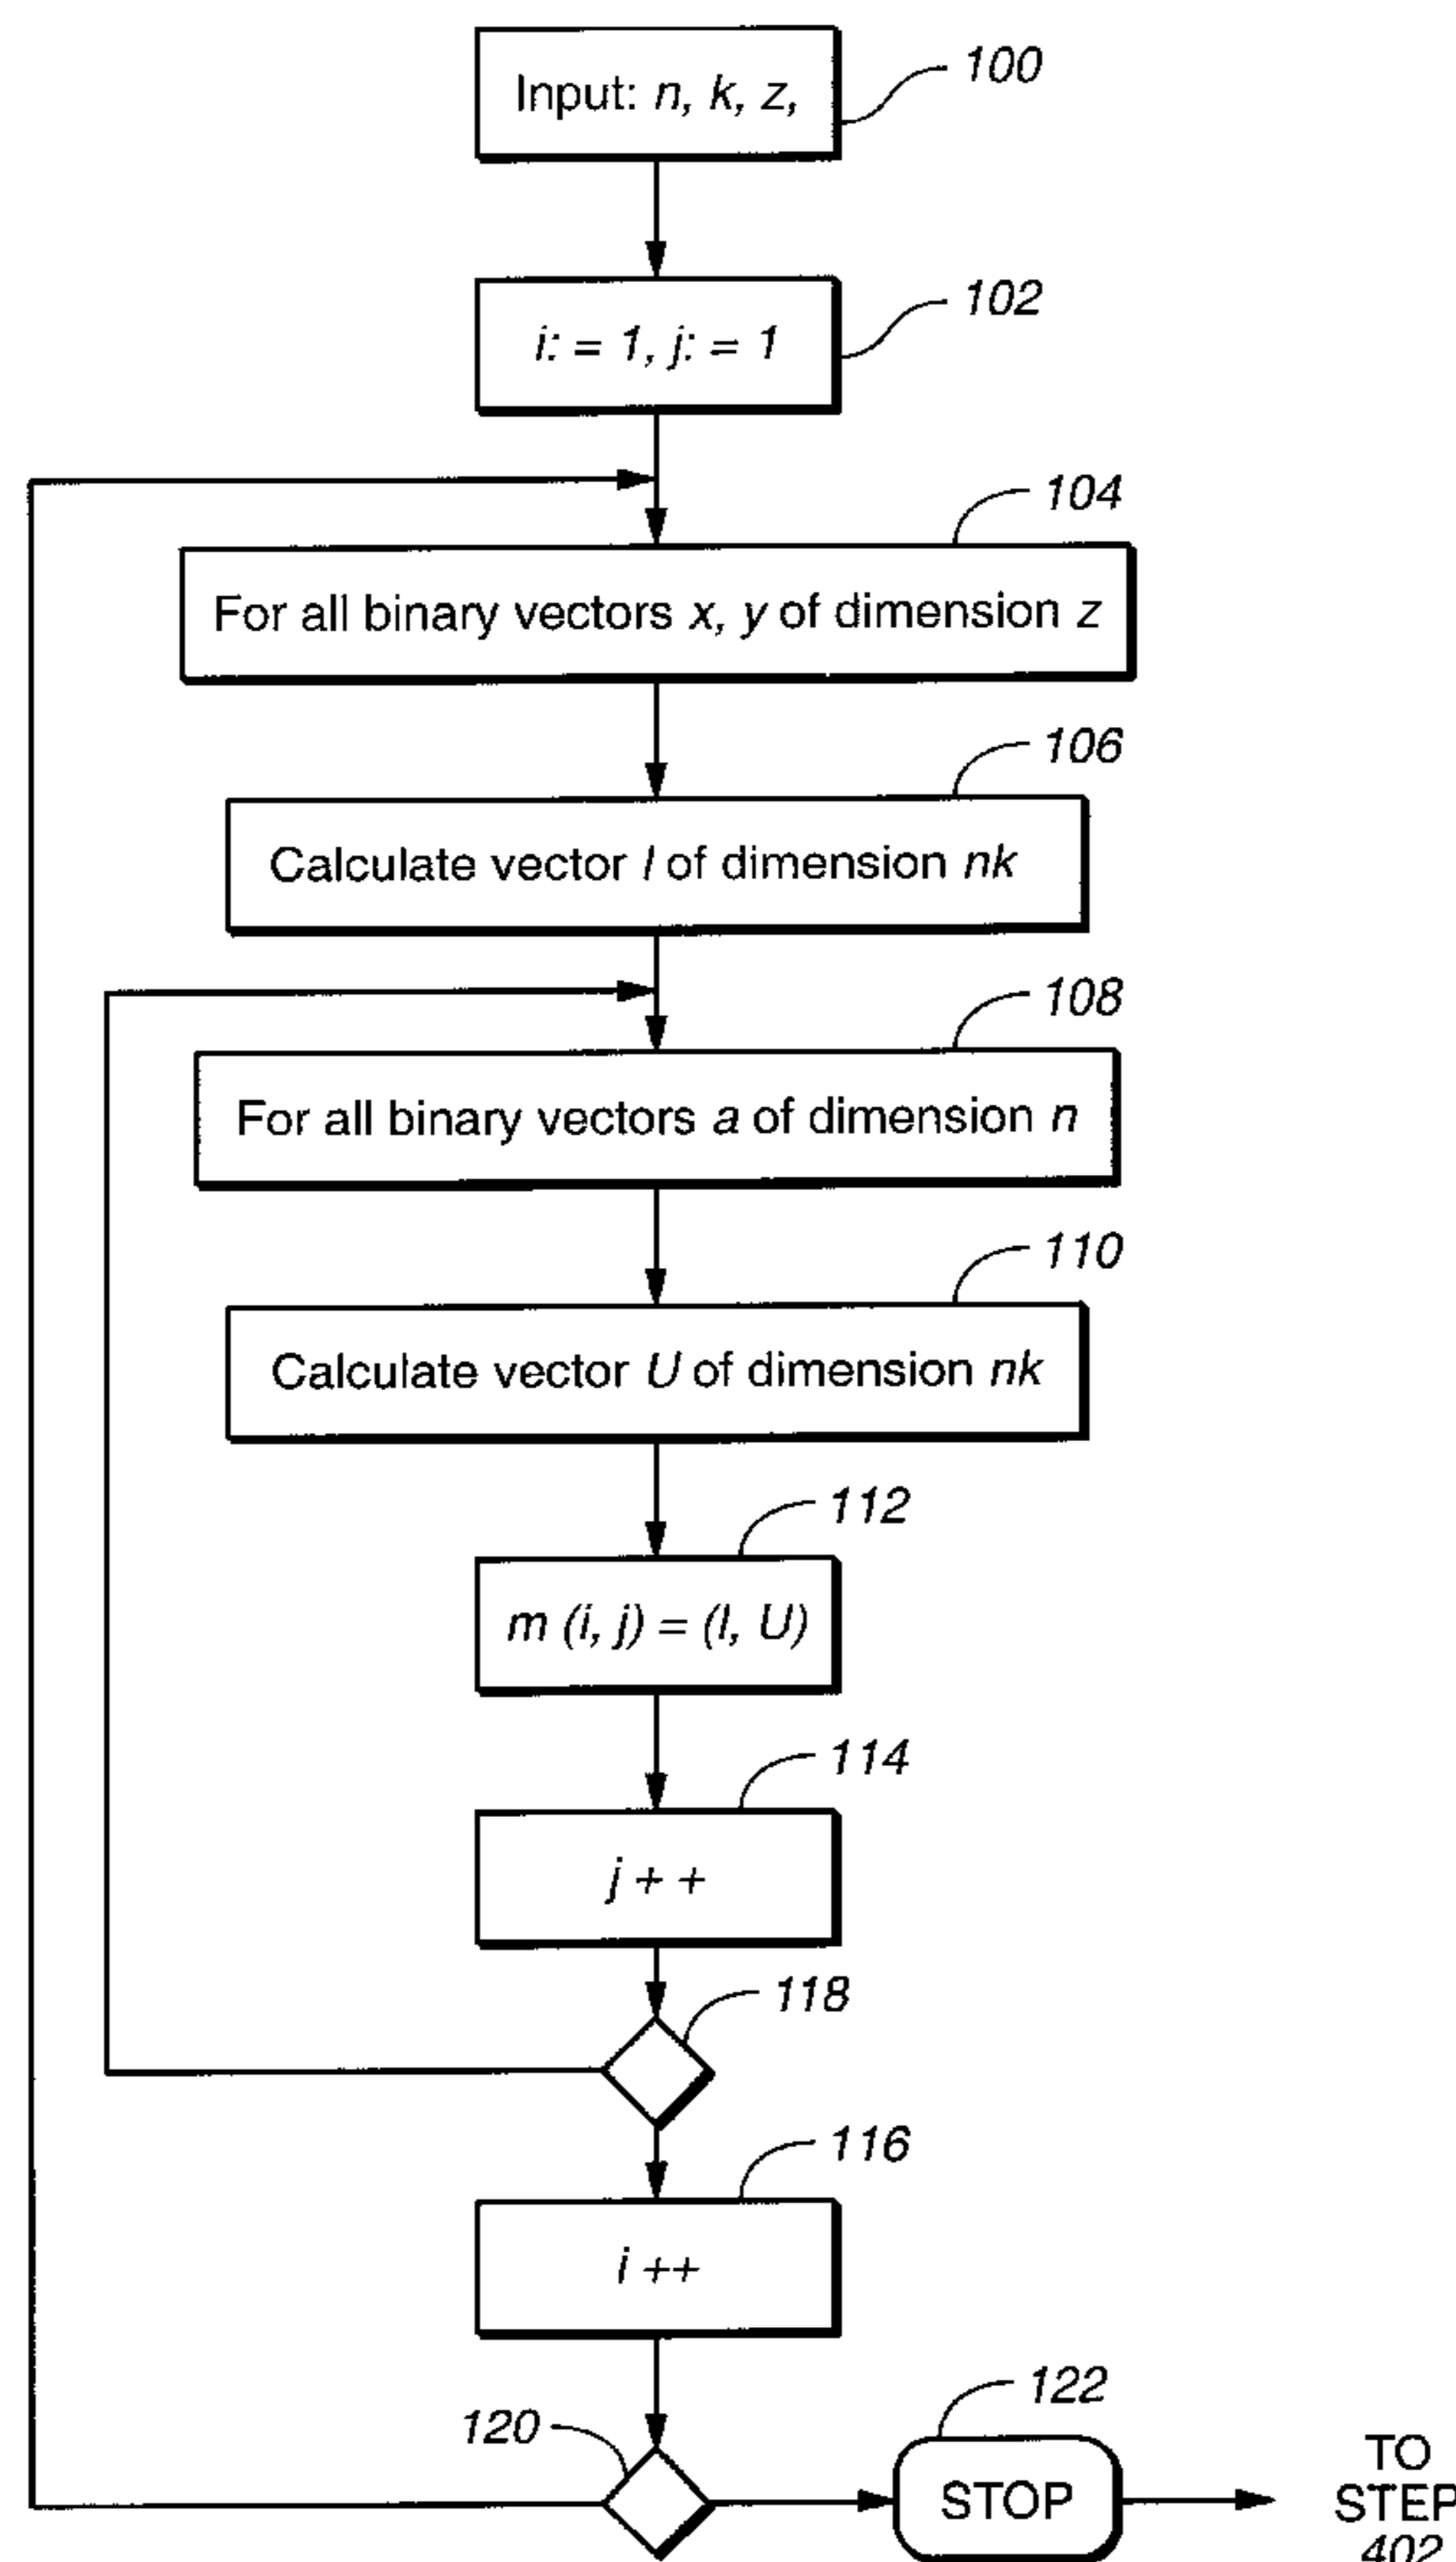 Input: n, k, z,
100
i: = 1, j: = 1
102
104
For all binary vectors x, y of dimension z
106
Calculate vector l of dimension nk
108
For all binary vectors a of dimension n
110
Calculate vector U of dimension nk
112
m (i, j) = (l, U)
114
j + +
118
116
i ++
120
122
STOP
TO
STEP
402